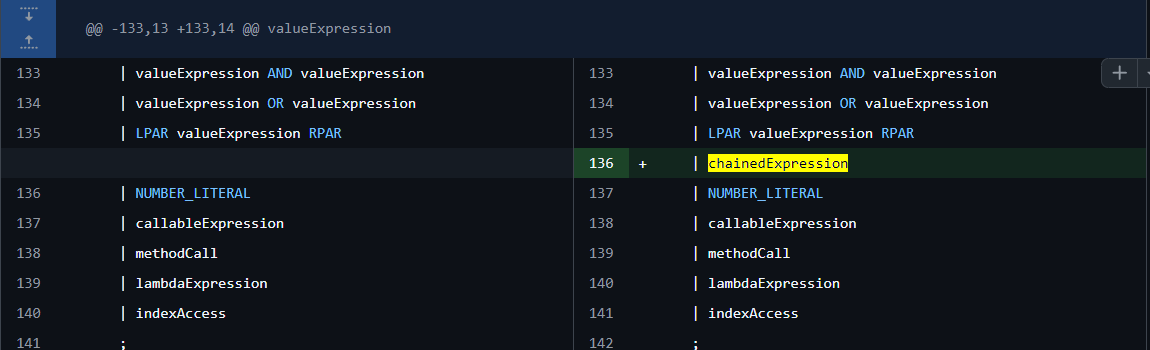 @@ -133,13 +133,14 @@ valueExpression
133 | valueExpression AND valueExpression 133 | valueExpression AND valueExpression
134 | valueExpression OR valueExpression 134 | valueExpression OR valueExpression
135 | LPAR valueExpression RPAR 135 | LPAR valueExpression RPAR
136 + | chainedExpression
136 | NUMBER_LITERAL 137 | NUMBER_LITERAL
137 | callableExpression 138 | callableExpression
138 | methodCall 139 | methodCall
139 | lambdaExpression 140 | lambdaExpression
140 | indexAccess 141 | indexAccess
141 ; 142 ;